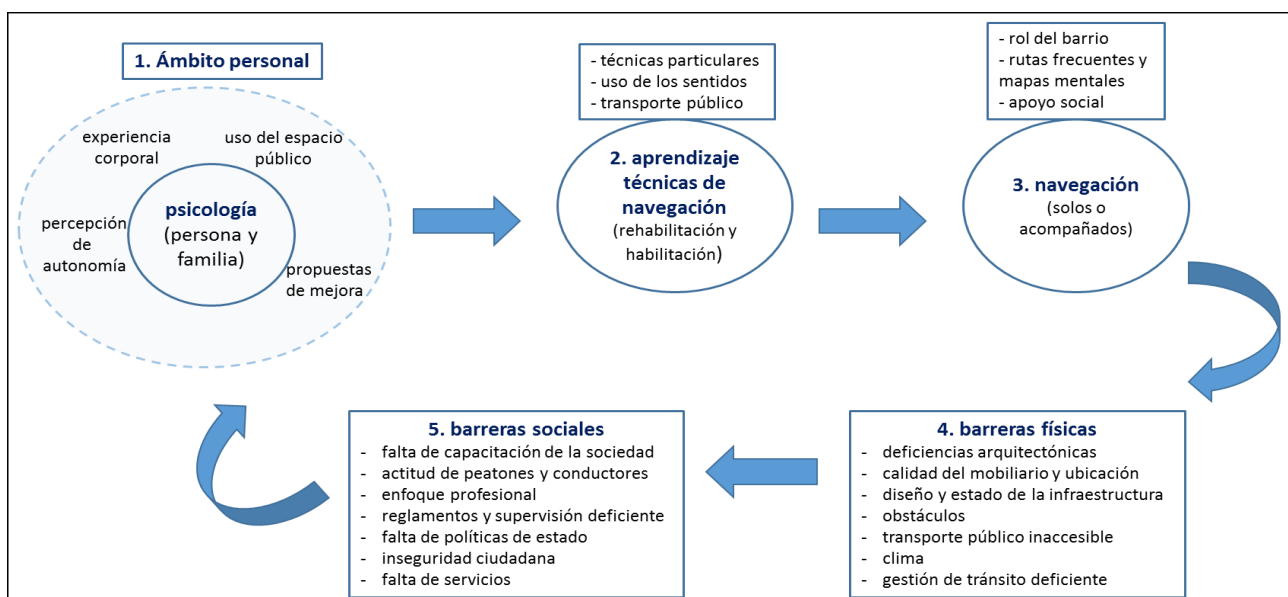 1. Ámbito personal
experiencia
corporal
uso del espacio
público
psicología
(persona y
familia)
percepción
de
autonomía
propuestas
de mejora
- técnicas particulares
- uso de los sentidos
- transporte público
2. aprendizaje
técnicas de
navegación
(rehabilitación y
habilitación)
- rol del barrio
- rutas frecuentes y
mapas mentales
- apoyo social
3. navegación
(solos o
acompañados)
4. barreras físicas
- deficiencias arquitectónicas
- calidad del mobiliario y ubicación
- diseño y estado de la infraestructura
- obstáculos
- transporte público inaccesible
- clima
- gestión de tránsito deficiente
5. barreras sociales
- falta de capacitación de la sociedad
- actitud de peatones y conductores
- enfoque profesional
- reglamentos y supervisión deficiente
- falta de políticas de estado
- inseguridad ciudadana
- falta de servicios